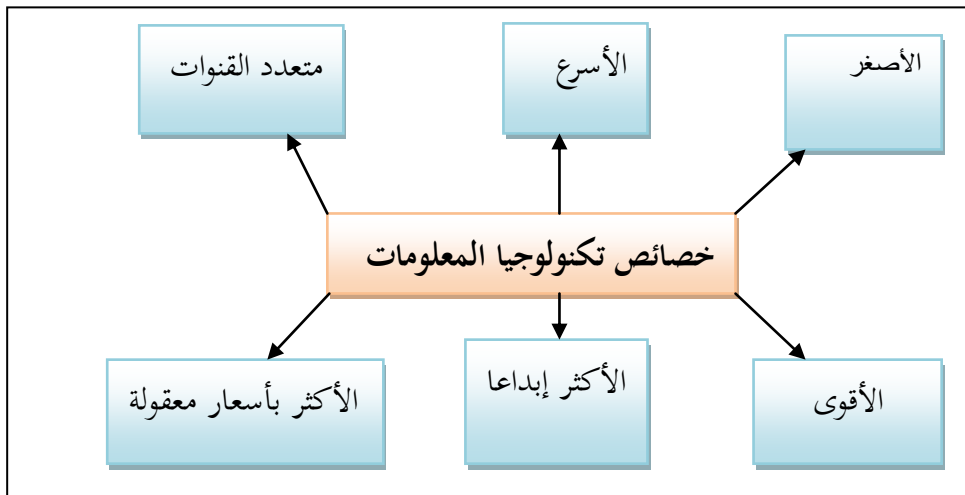 الأصغر
الأسرع
متعدد القنوات
خصائص تكنولوجيا المعلومات
الأقوى
الأكثر إبداعا
الأكثر بأسعار معقولة